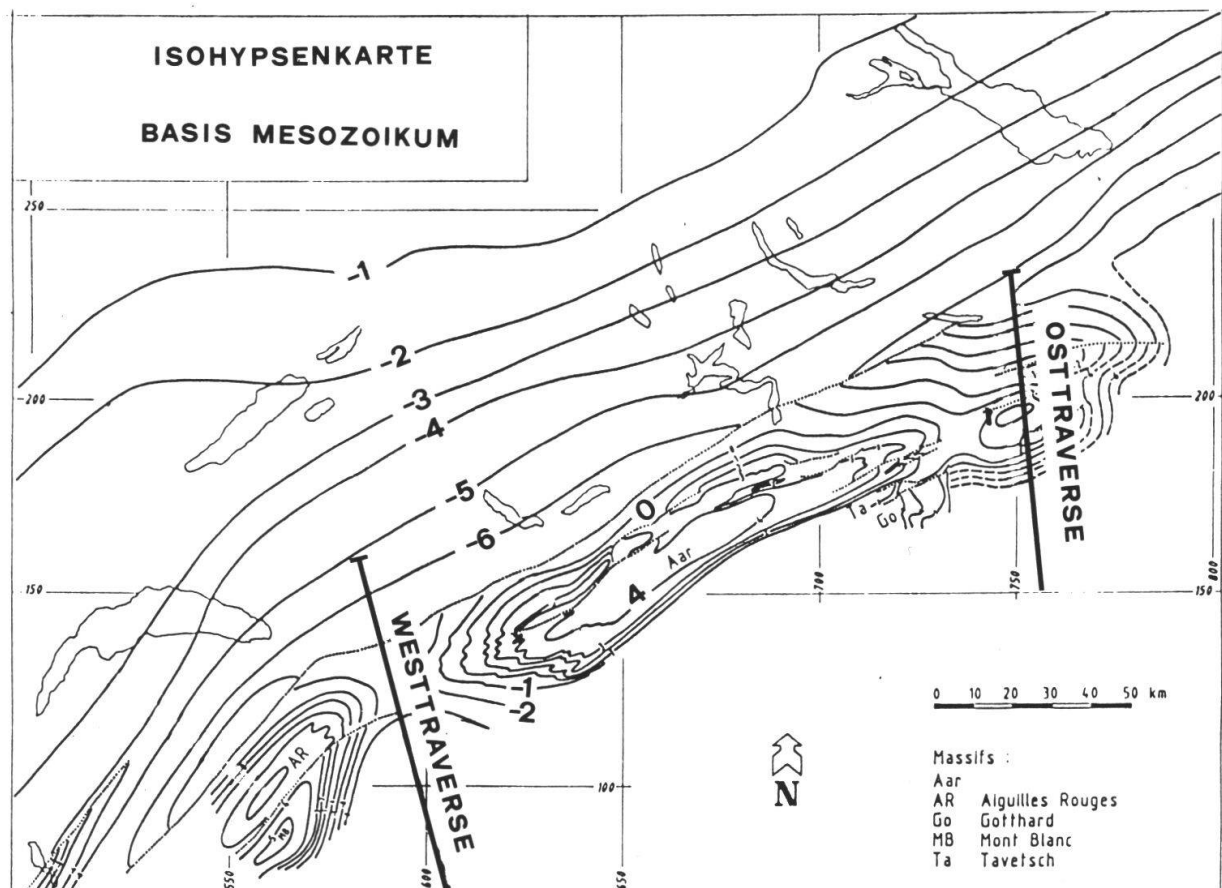 ISOHYPSENKARTE
BASIS MESOZOIKUM
250
-1
-2
-3
-4
200
200
OSTTRAVERSE
-5
-6
0
Ta
Go
Aar
4
150
150
700
750
800
WESTTRAVERSE
-1
-2
AR
MB
100
550
600
650
0 10 20 30 40 50 km
N
Massifs :
Aar
AR Aiguilles Rouges
Go Gotthard
MB Mont Blanc
Ta Tavetsch